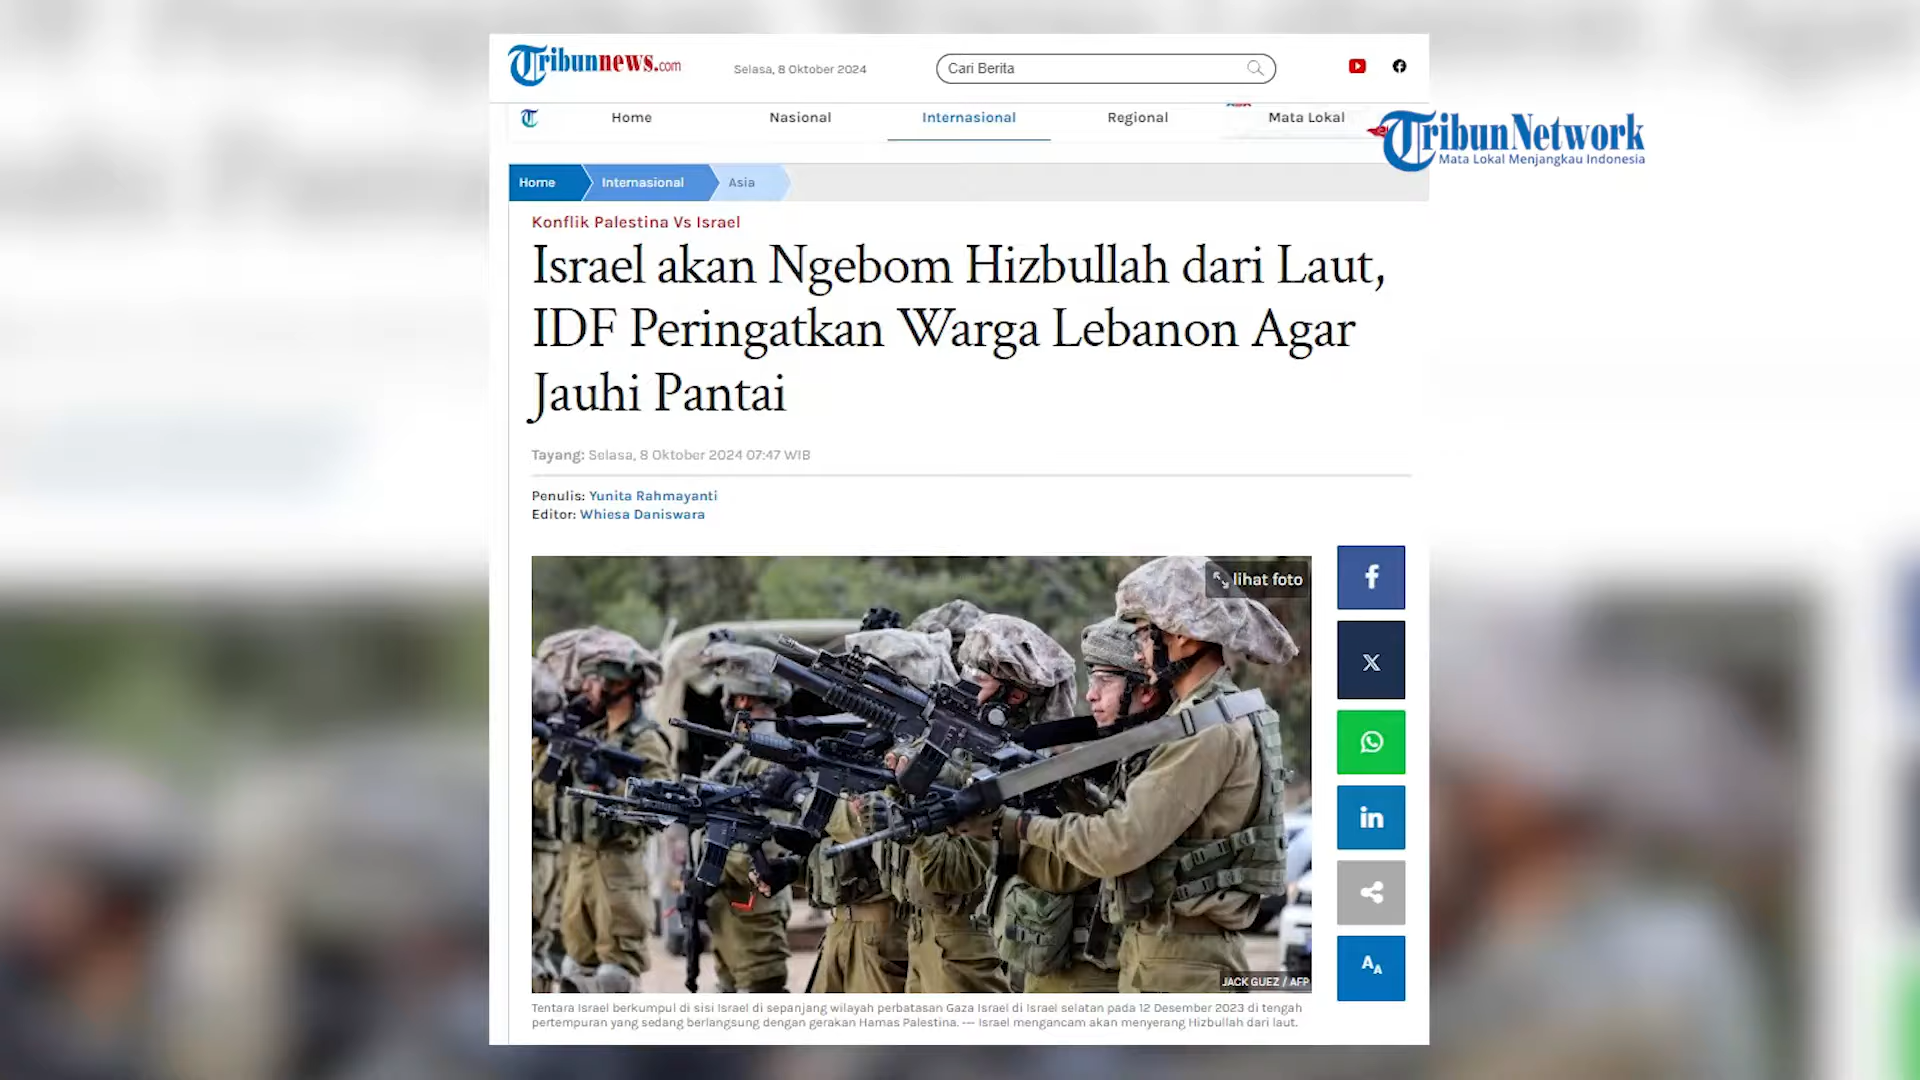 Tribunnews.com
Selasa, 8 Oktober 2024
Cari Berita
Home
Nasional
Internasional
Regional
Mata Lokal
TribunNetwork
Mata Lokal Menjangkau Indonesia
Home
Internasional
Asia
Konflik Palestina Vs Israel
Israel akan Ngebom Hizbullah dari Laut,
IDF Peringatkan Warga Lebanon Agar
Jauhi Pantai
Tayang: Selasa, 8 Oktober 2024 07:47 WIB
Penulis: Yunita Rahmayanti
Editor: Whiesa Daniswara
lihat foto
JACK GUEZ / AFP
Tentara Israel berkumpul di sisi Israel di sepanjang wilayah perbatasan Gaza Israel di Israel selatan pada 12 Desember 2023 di tengah
pertempuran yang sedang berlangsung dengan gerakan Hamas Palestina. --- Israel mengancam akan menyerang Hizbullah dari laut.